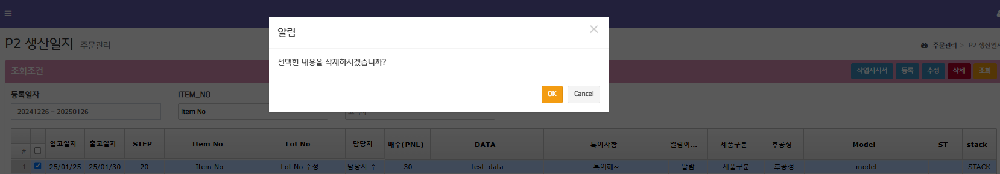 알림 ×
선택한 내용을 삭제하시겠습니까?
OK Cancel
P2 생산일지 주문관리
주문관리 > P2 생산일지
조회조건
작업지시서 등록 수정 삭제 조회
등록일자 ITEM_NO
20241226 - 20250126 Item No 고객사
# 입고일자 출고일자 STEP Item No Lot No 담당자 매수(PNL) DATA 특이사항 알람이... 제품구분 후공정 Model ST stack
1 25/01/25 25/01/30 20 Item No Lot No 수정 담당자 수... 30 test_data 특이해~ 알람 제품구분 후공정 model STACK